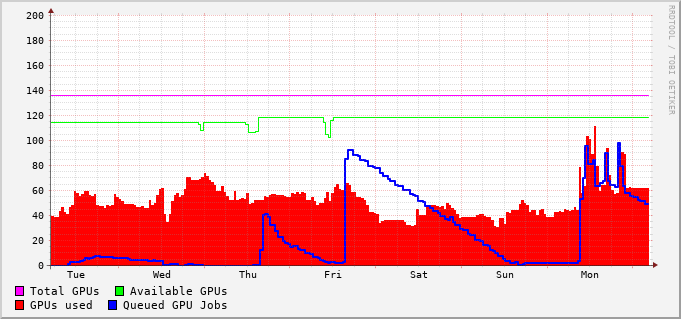 200
180
160
140
120
100
80
60
40
20
0
Tue Wed Thu Fri Sat Sun Mon
Total GPUs Available GPUs
GPUs used Queued GPU Jobs
RRDTOOL / TOBI OETIKER